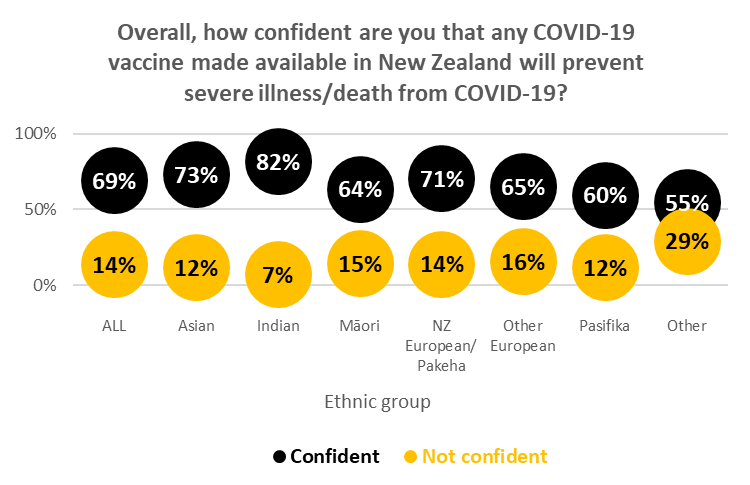 Overall, how confident are you that any COVID-19
vaccine made available in New Zealand will prevent
severe illness/death from COVID-19?
100%
50%
0%
69% 73% 82% 64% 71% 65% 60% 55%
14% 12% 7% 15% 14% 16% 12% 29%
ALL Asian Indian Māori NZ Other Pasifika Other
European/ European
Pakeha
Ethnic group
Confident Not confident